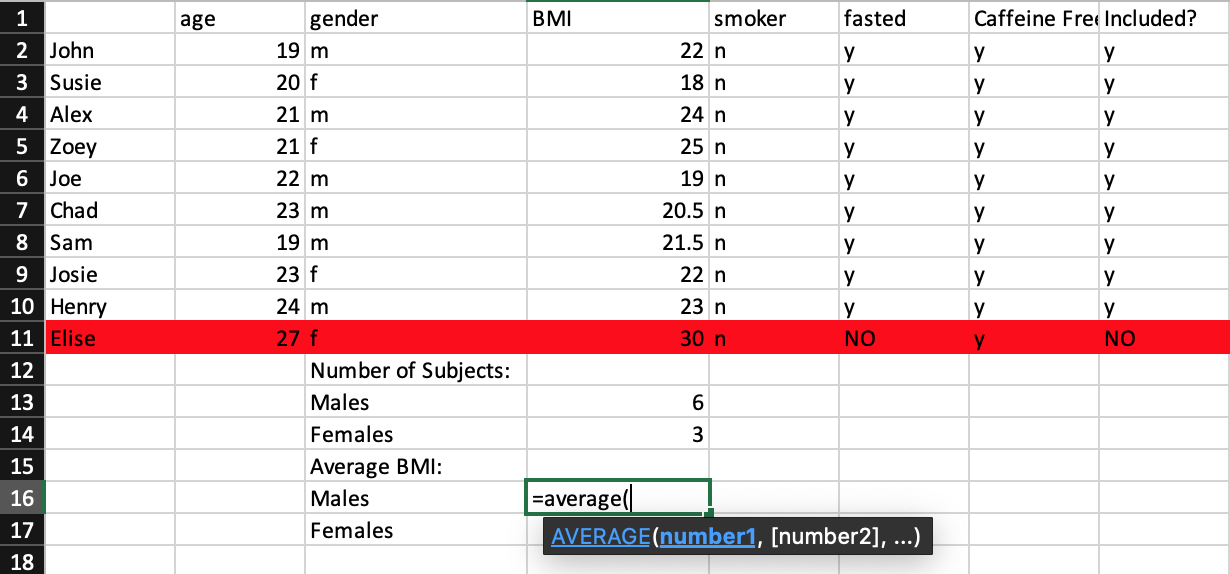 1 age gender BMI smoker fasted Caffeine Fre Included?
2 John 19 m 22 n y y y
3 Susie 20 f 18 n y y y
4 Alex 21 m 24 n y y y
5 Zoey 21 f 25 n y y y
6 Joe 22 m 19 n y y y
7 Chad 23 m 20.5 n y y y
8 Sam 19 m 21.5 n y y y
9 Josie 23 f 22 n y y y
10 Henry 24 m 23 n y y y
11 Elise 27 f 30 n NO y NO
12 Number of Subjects:
13 Males 6
14 Females 3
15 Average BMI:
16 Males =average(
17 Females AVERAGE(number1, [number2], ...)
18